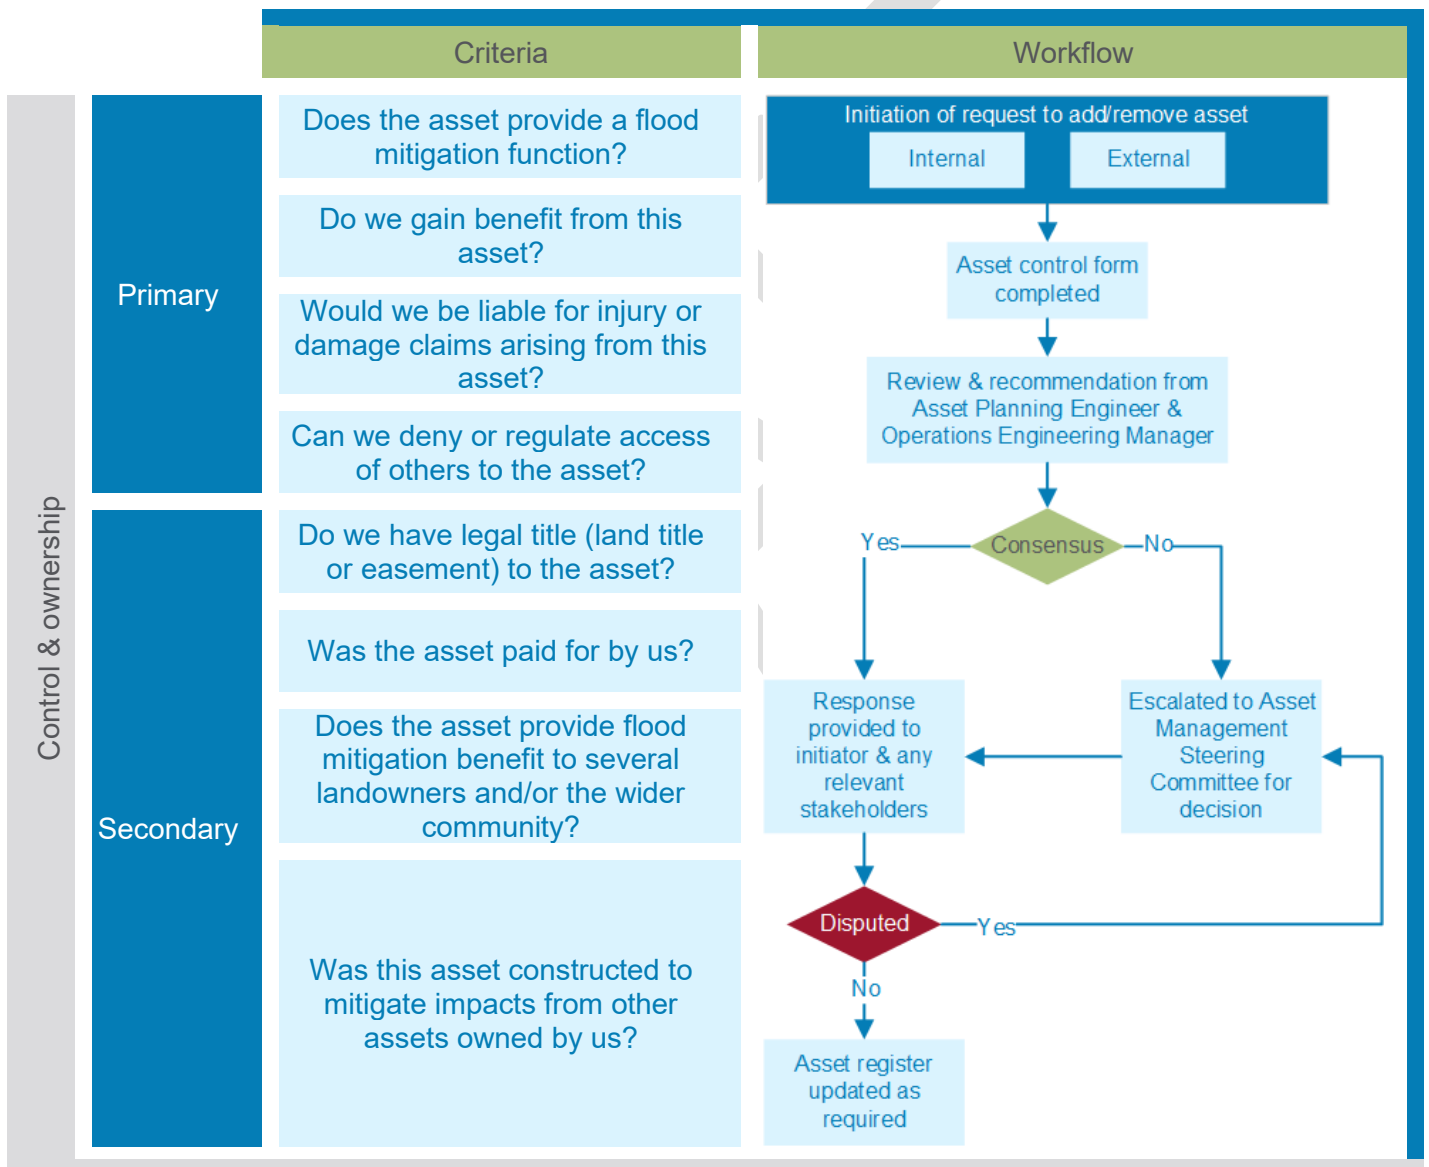 Criteria
Workflow
Control & ownership
Primary
Does the asset provide a flood
mitigation function?
Do we gain benefit from this
asset?
Would we be liable for injury or
damage claims arising from this
asset?
Can we deny or regulate access
of others to the asset?
Secondary
Do we have legal title (land title
or easement) to the asset?
Was the asset paid for by us?
Does the asset provide flood
mitigation benefit to several
landowners and/or the wider
community?
Was this asset constructed to
mitigate impacts from other
assets owned by us?
Initiation of request to add/remove asset
Internal
External
Asset control form
completed
Review & recommendation from
Asset Planning Engineer &
Operations Engineering Manager
Yes
Consensus
No
Response
provided to
initiator & any
relevant
stakeholders
Escalated to Asset
Management
Steering
Committee for
decision
Disputed
Yes
No
Asset register
updated as
required